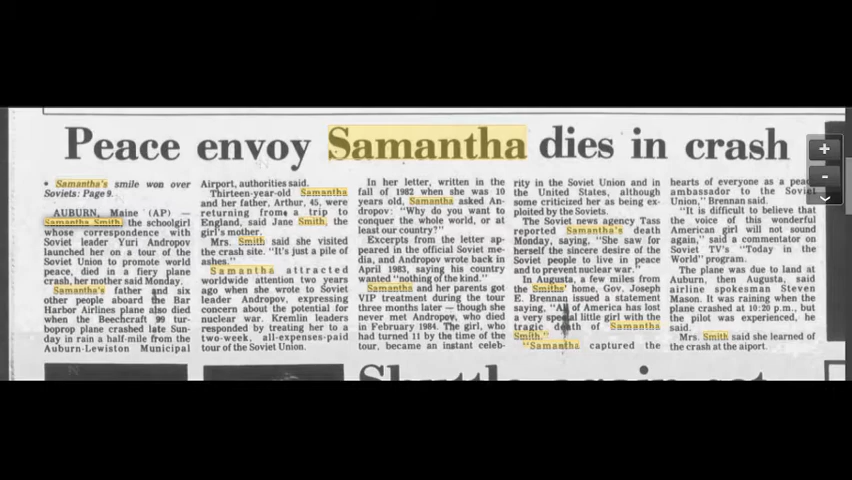 Peace envoy Samantha dies in crash
• Samantha's smile won over
Soviets: Page 9.
AUBURN, Maine (AP) —
Samantha Smith, the schoolgirl
whose correspondence with
Soviet leader Yuri Andropov
launched her on a tour of the
Soviet Union to promote world
peace, died in a fiery plane
crash, her mother said Monday.
Samantha's father and six
other people aboard the Bar
Harbor Airlines plane also died
when the Beechcraft 99 tur-
boprop plane crashed late Sun-
day in rain a half-mile from the
Auburn-Lewiston Municipal
Airport, authorities said.
Thirteen-year-old Samantha
and her father, Arthur, 45, were
returning from a trip to
England, said Jane Smith, the
girl's mother.
Mrs. Smith said she visited
the crash site. "It's just a pile of
ashes."
Samantha attracted
worldwide attention two years
ago when she wrote to Soviet
leader Andropov, expressing
concern about the potential for
nuclear war. Kremlin leaders
responded by treating her to a
two-week, all-expenses-paid
tour of the Soviet Union.
In her letter, written in the
fall of 1982 when she was 10
years old, Samantha asked An-
dropov: "Why do you want to
conquer the whole world, or at
least our country?"
Excerpts from the letter ap-
peared in the official Soviet me-
dia, and Andropov wrote back in
April 1983, saying his country
wanted "nothing of the kind."
Samantha and her parents got
VIP treatment during the tour
three months later — though she
never met Andropov, who died
in February 1984. The girl, who
had turned 11 by the time of the
tour, became an instant celeb-
rity in the Soviet Union and in
the United States, although
some criticized her as being ex-
ploited by the Soviets.
The Soviet news agency Tass
reported Samantha's death
Monday, saying, "She saw for
herself the sincere desire of the
Soviet people to live in peace
and to prevent nuclear war."
In Augusta, a few miles from
the Smiths' home, Gov. Joseph
E. Brennan issued a statement
saying, "All of America has lost
a very special little girl with the
tragic death of Samantha
Smith."
"Samantha captured the
hearts of everyone as a peace
ambassador to the Soviet
Union," Brennan said.
"It is difficult to believe that
the voice of this wonderful
American girl will not sound
again," said a commentator on
Soviet TV's "Today in the
World" program.
The plane was due to land at
Auburn, then Augusta, said
airline spokesman Steven
Mason. It was raining when the
plane crashed at 10:20 p.m., but
the pilot was experienced, he
said.
Mrs. Smith said she learned of
the crash at the aiport.